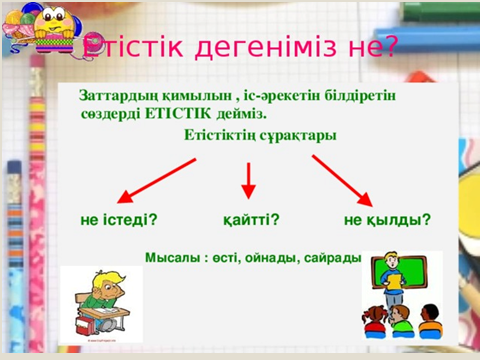 Етістік дегеніміз не?
Заттардың қимылын , іс-әрекетін білдіретін
сөздерді ЕТІСТІК дейміз.
Етістіктің сұрақтары
не істеді? қайтті? не қылды?
Мысалы : өсті, ойнады, сайрады